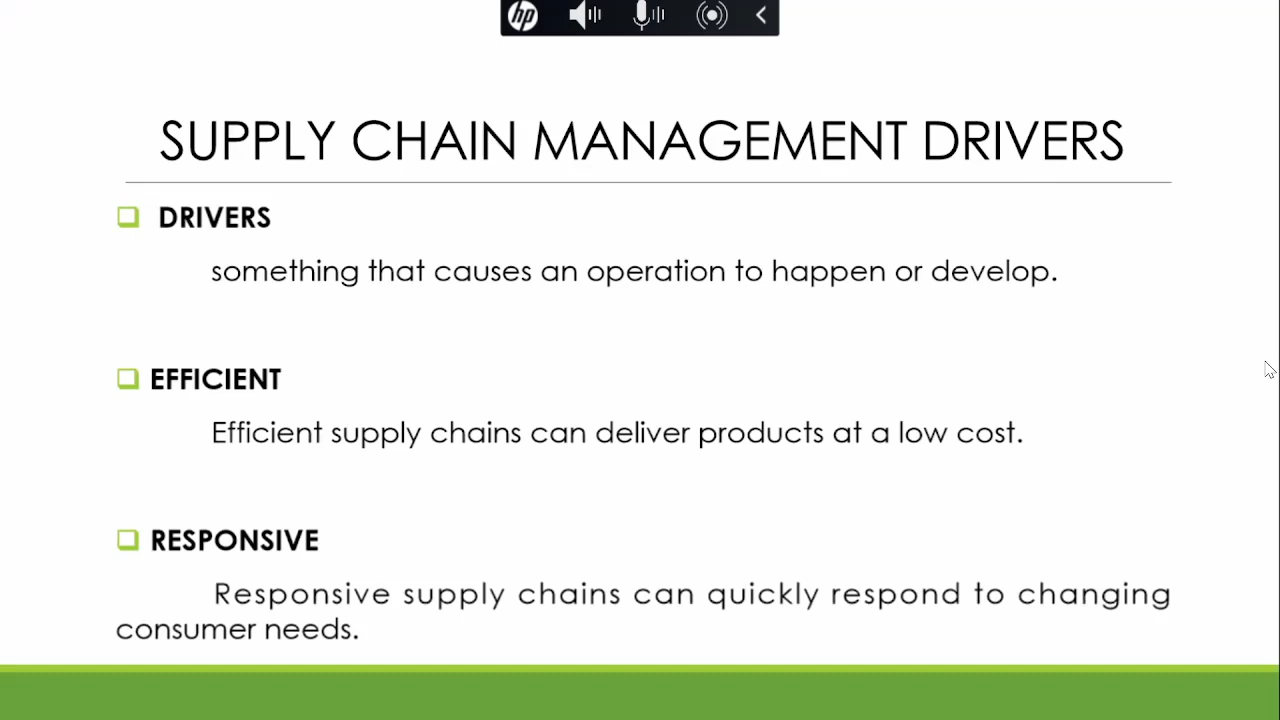 hp
SUPPLY CHAIN MANAGEMENT DRIVERS
DRIVERS
something that causes an operation to happen or develop.
EFFICIENT
Efficient supply chains can deliver products at a low cost.
RESPONSIVE
Responsive supply chains can quickly respond to changing
consumer needs.